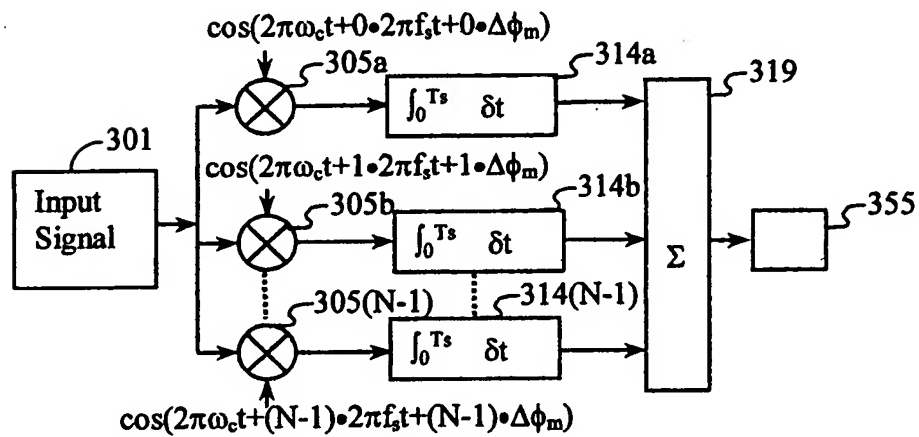 cos(2πω_ct+0•2πf_st+0•Δϕ_m)
305a
314a
319
∫_0^Ts δt
301
Input
Signal
cos(2πω_ct+1•2πf_st+1•Δϕ_m)
305b
314b
355
∫_0^Ts δt
Σ
305(N-1)
314(N-1)
∫_0^Ts δt
cos(2πω_ct+(N-1)•2πf_st+(N-1)•Δϕ_m)